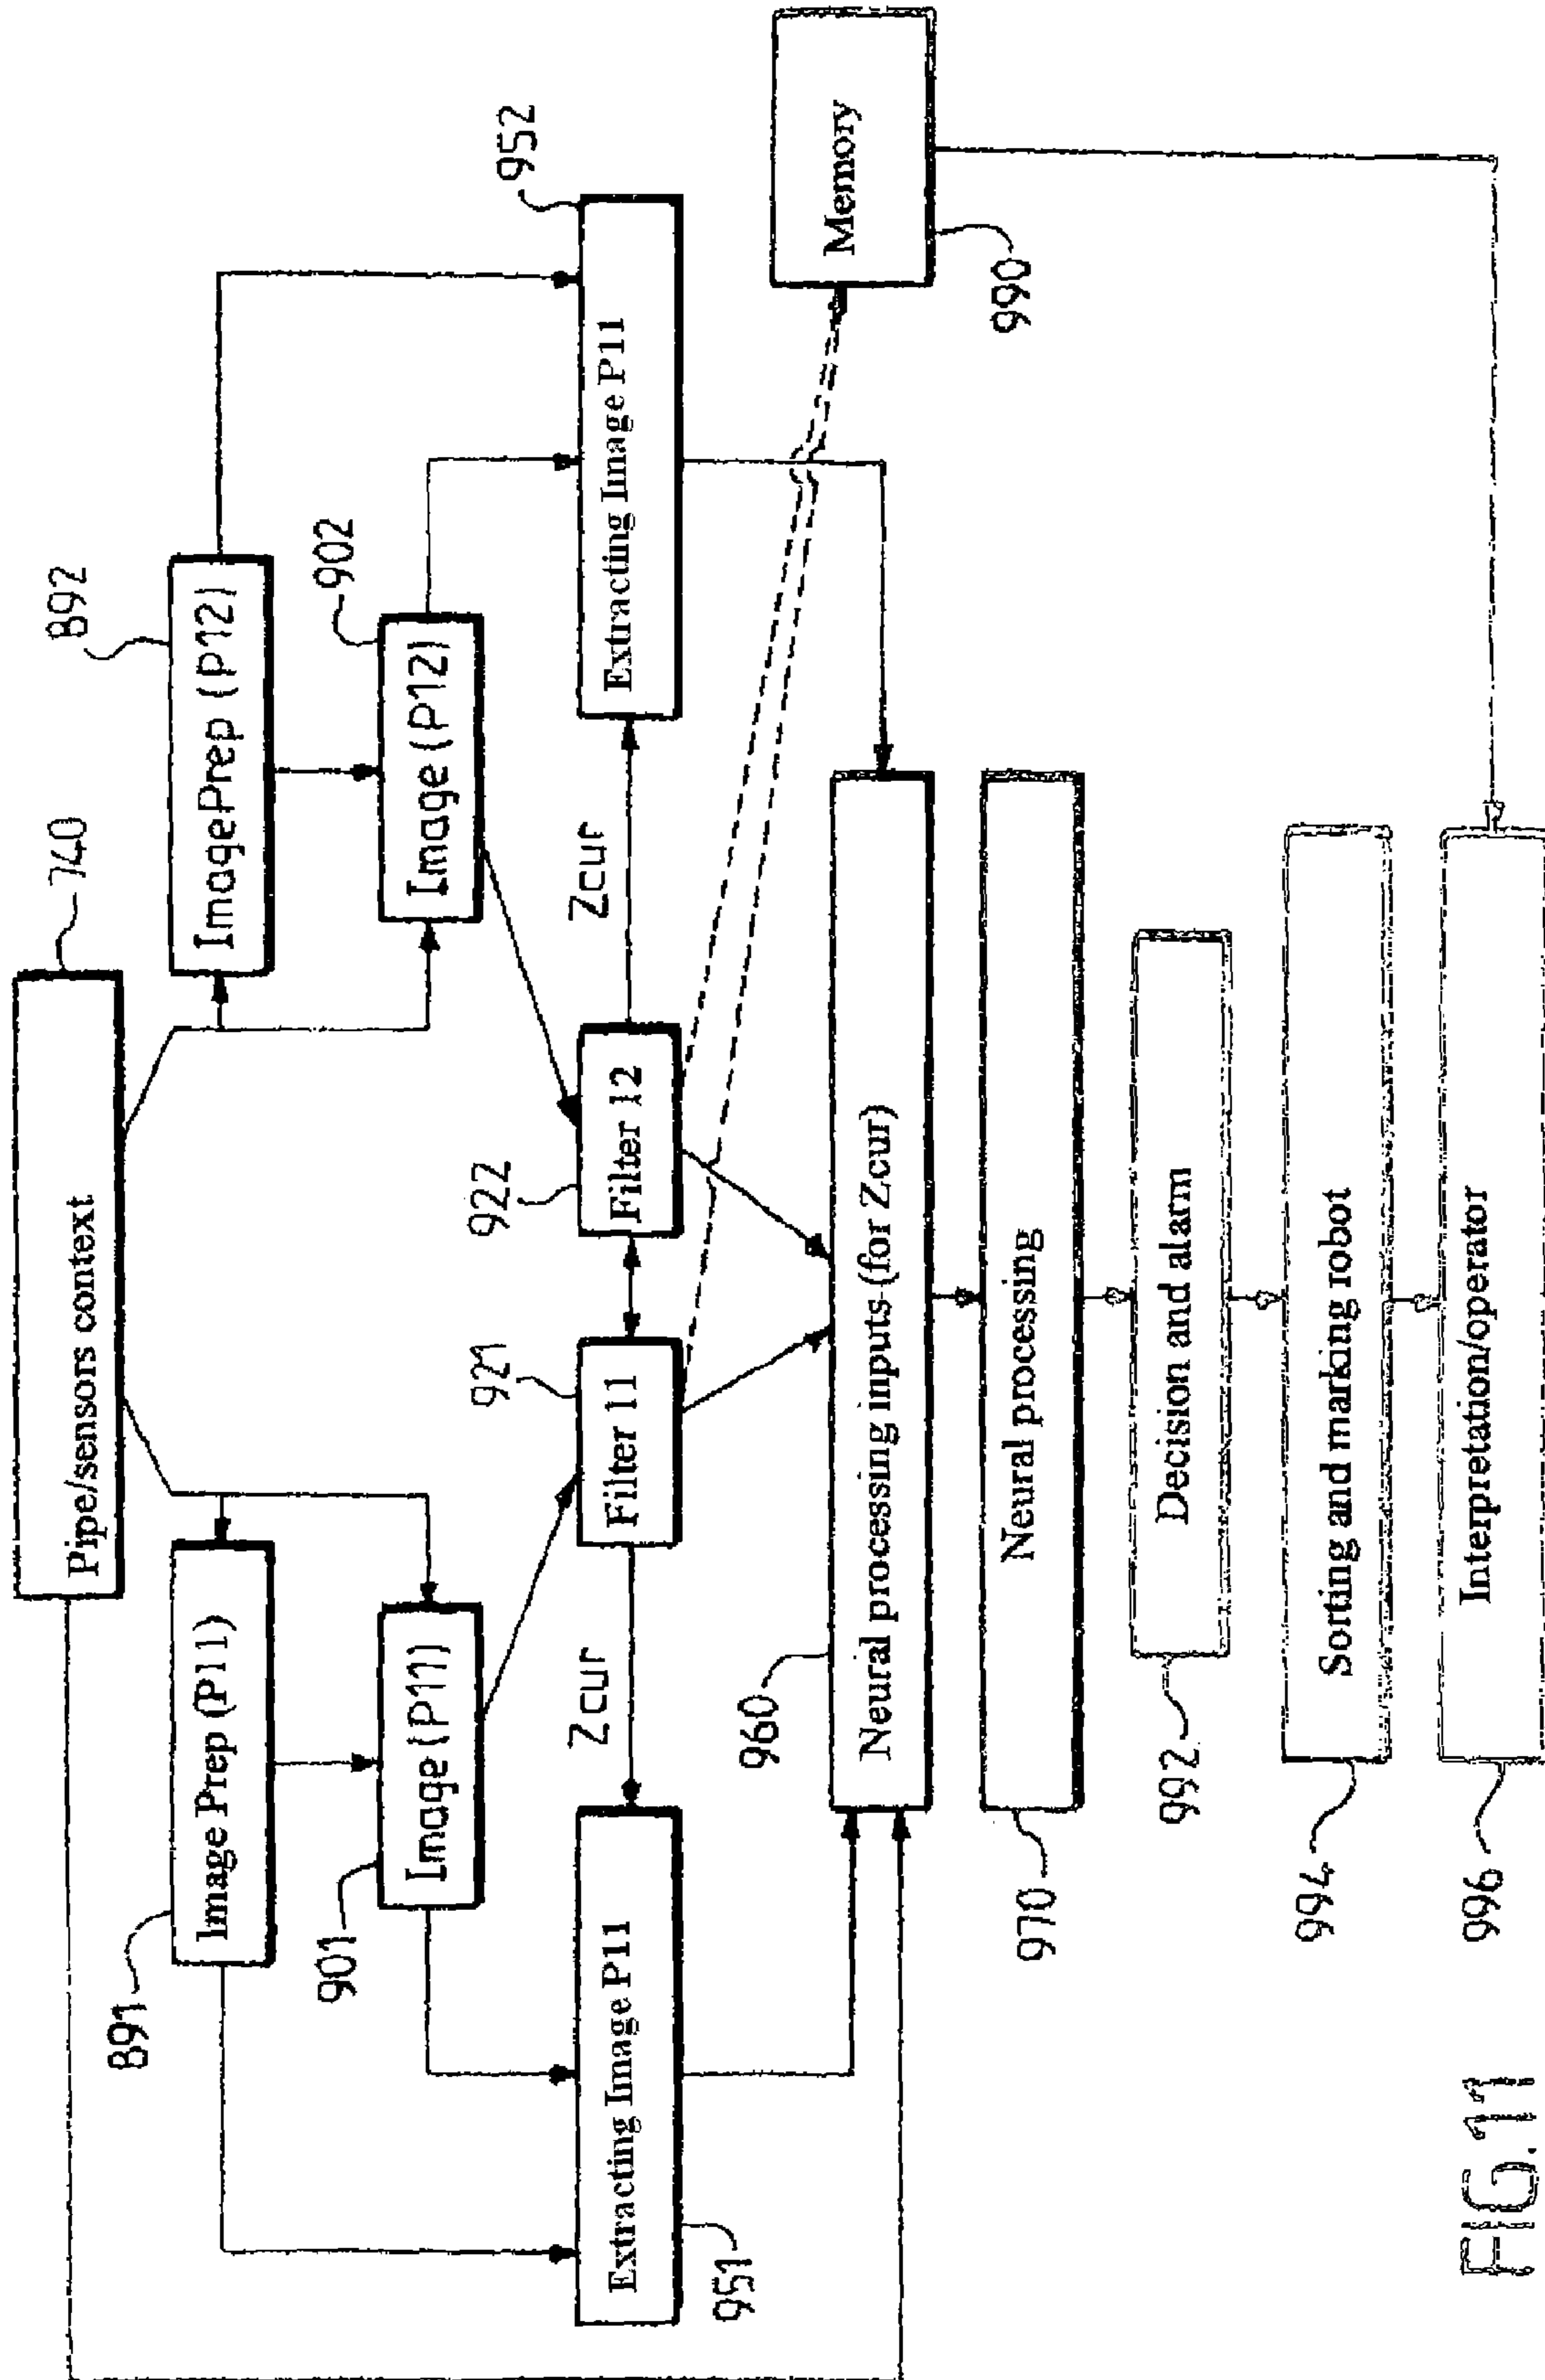 Pipe/sensors context
740
891
Image Prep (P11)
ImagePrep (P12)
892
901
Image (P11)
Image (P12)
902
921
922
Zcur
Filter 11
Filter 12
Zcur
952
Extracting Image P11
Extracting Image P11
951
960
Neural processing inputs (for Zcur)
Memory
990
970
Neural processing
992
Decision and alarm
994
Sorting and marking robot
996
Interpretation/operator
FIG.11